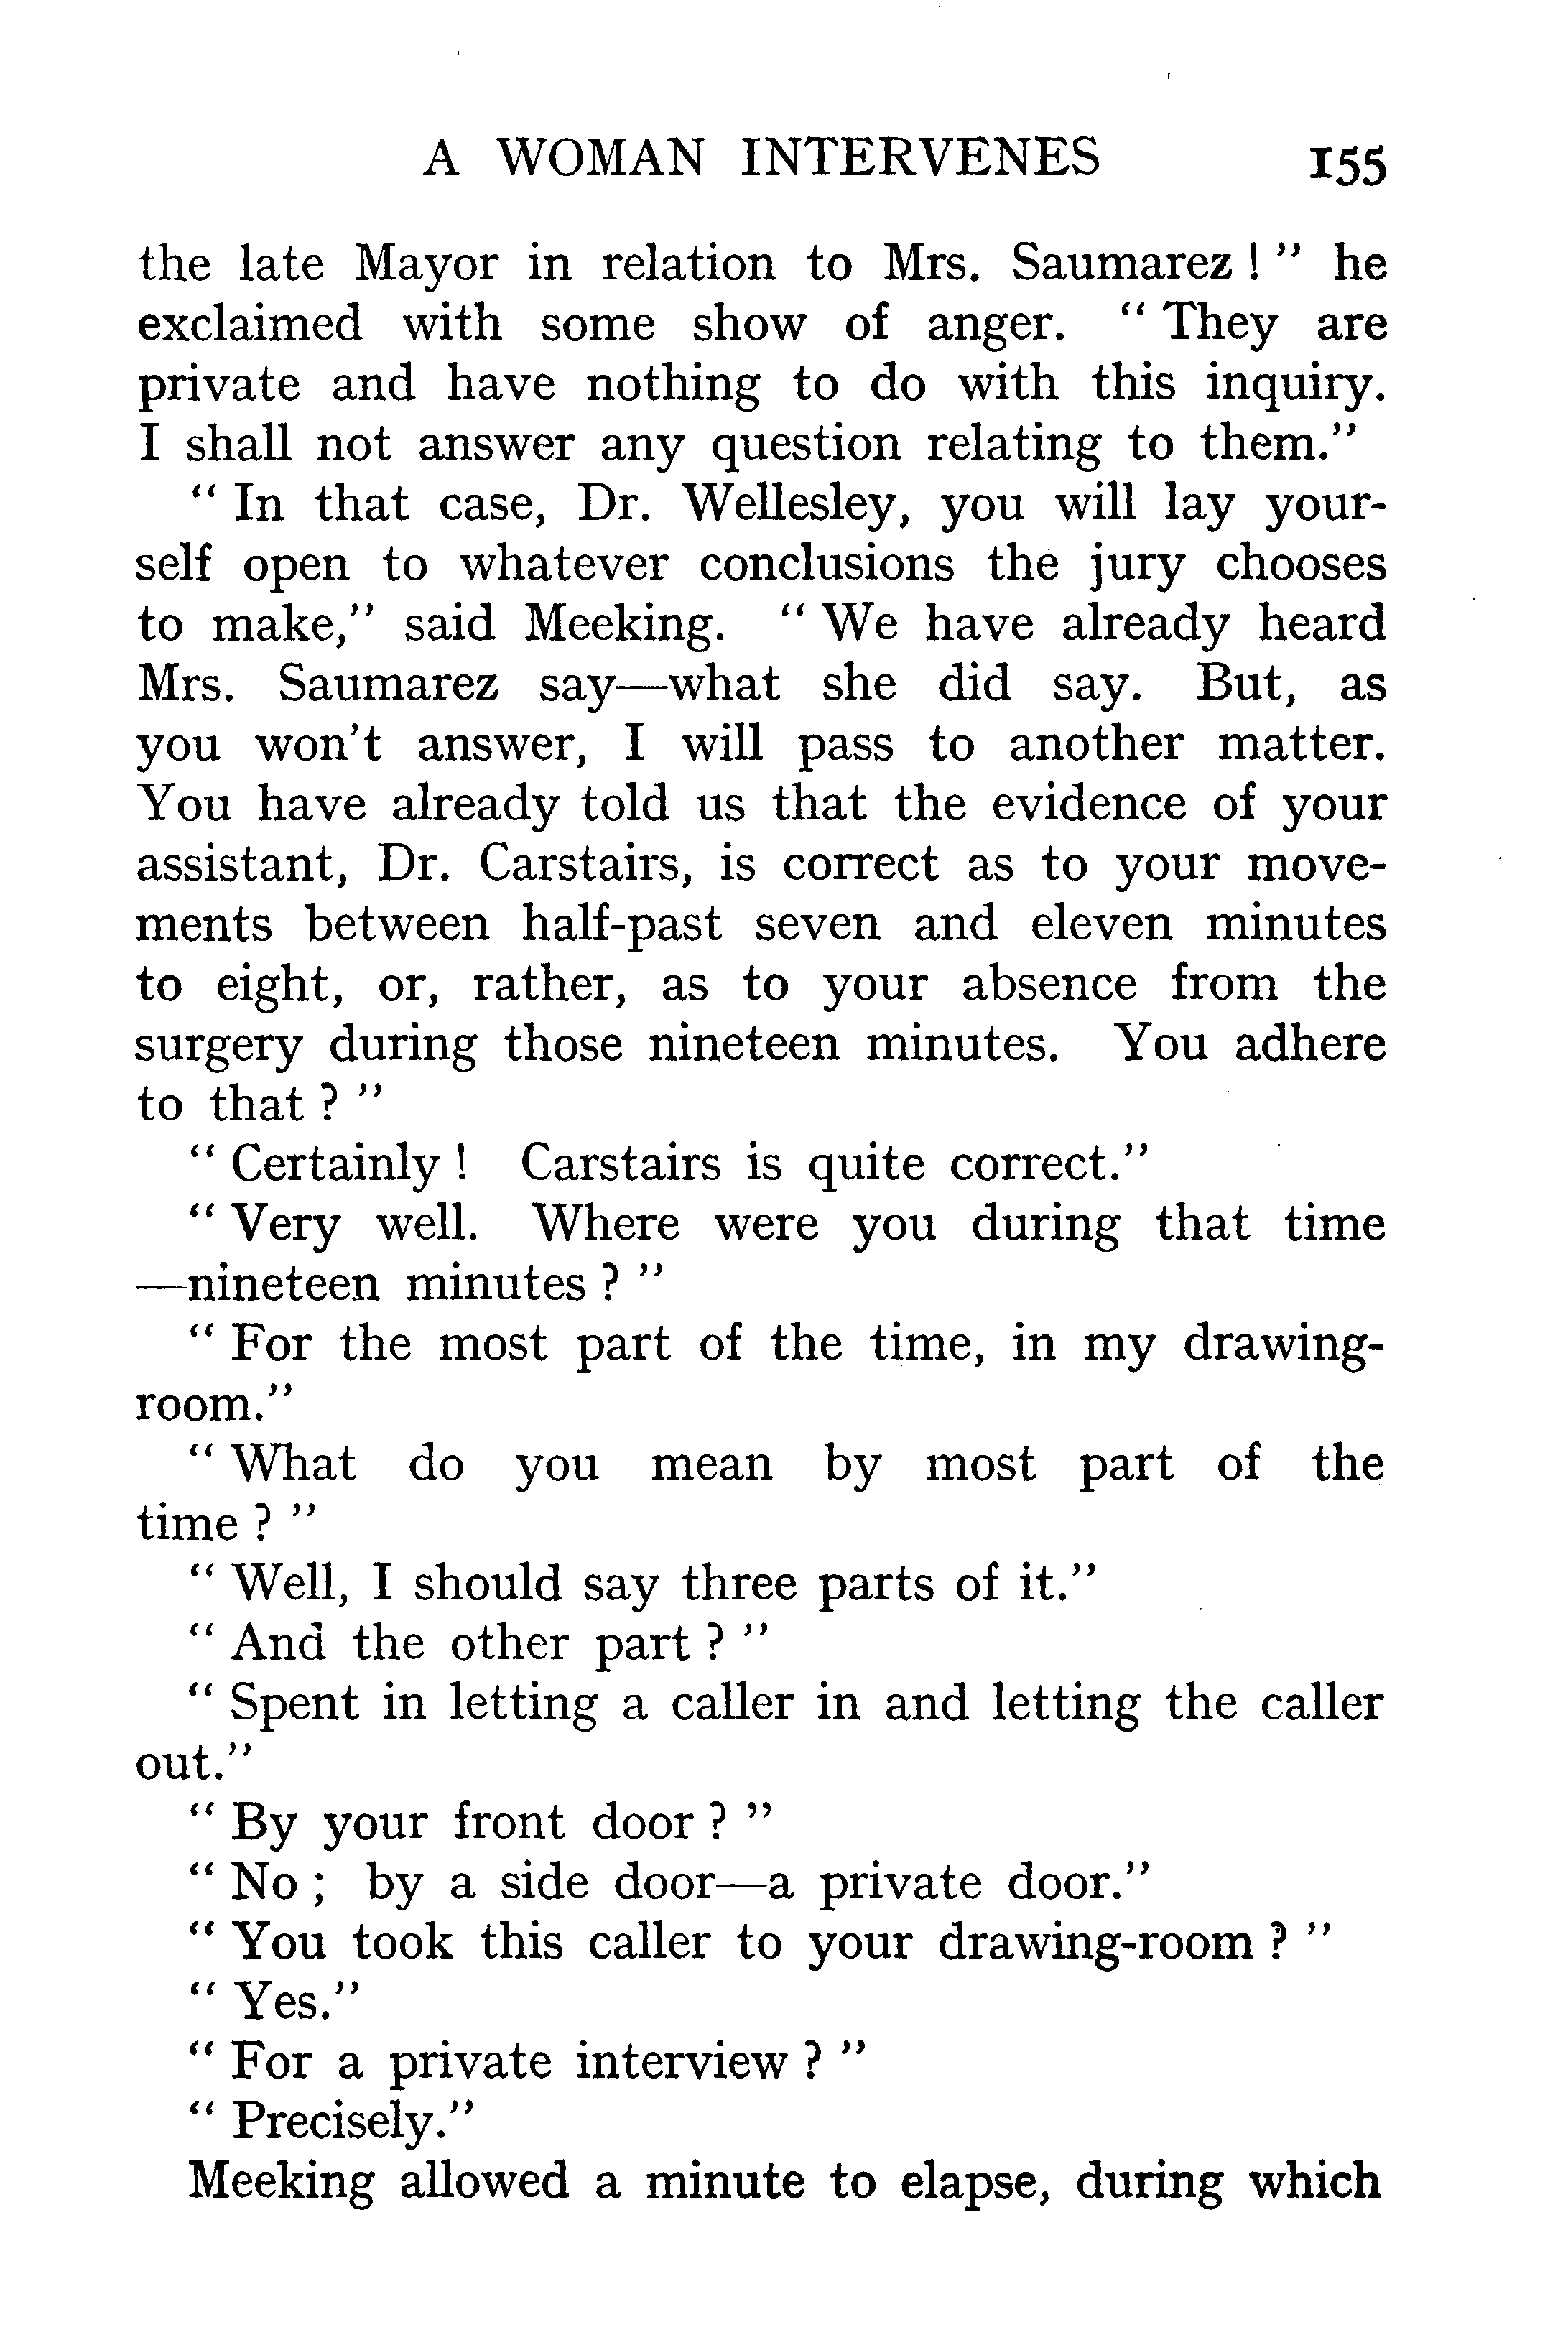 A WOMAN INTERVENES 155
the late Mayor in relation to Mrs. Saumarez ! " he
exclaimed with some show of anger. " They are
private and have nothing to do with this inquiry.
I shall not answer any question relating to them."
" In that case, Dr. Wellesley, you will lay your-
self open to whatever conclusions the jury chooses
to make," said Meeking. " We have already heard
Mrs. Saumarez say—what she did say. But, as
you won't answer, I will pass to another matter.
You have already told us that the evidence of your
assistant, Dr. Carstairs, is correct as to your move-
ments between half-past seven and eleven minutes
to eight, or, rather, as to your absence from the
surgery during those nineteen minutes. You adhere
to that ? "
" Certainly ! Carstairs is quite correct."
" Very well. Where were you during that time
—nineteen minutes ? "
" For the most part of the time, in my drawing-
room."
" What do you mean by most part of the
time ? "
" Well, I should say three parts of it."
" And the other part ? "
" Spent in letting a caller in and letting the caller
out."
" By your front door ? "
" No ; by a side door—a private door."
" You took this caller to your drawing-room ? "
" Yes."
" For a private interview ? "
" Precisely."
Meeking allowed a minute to elapse, during which